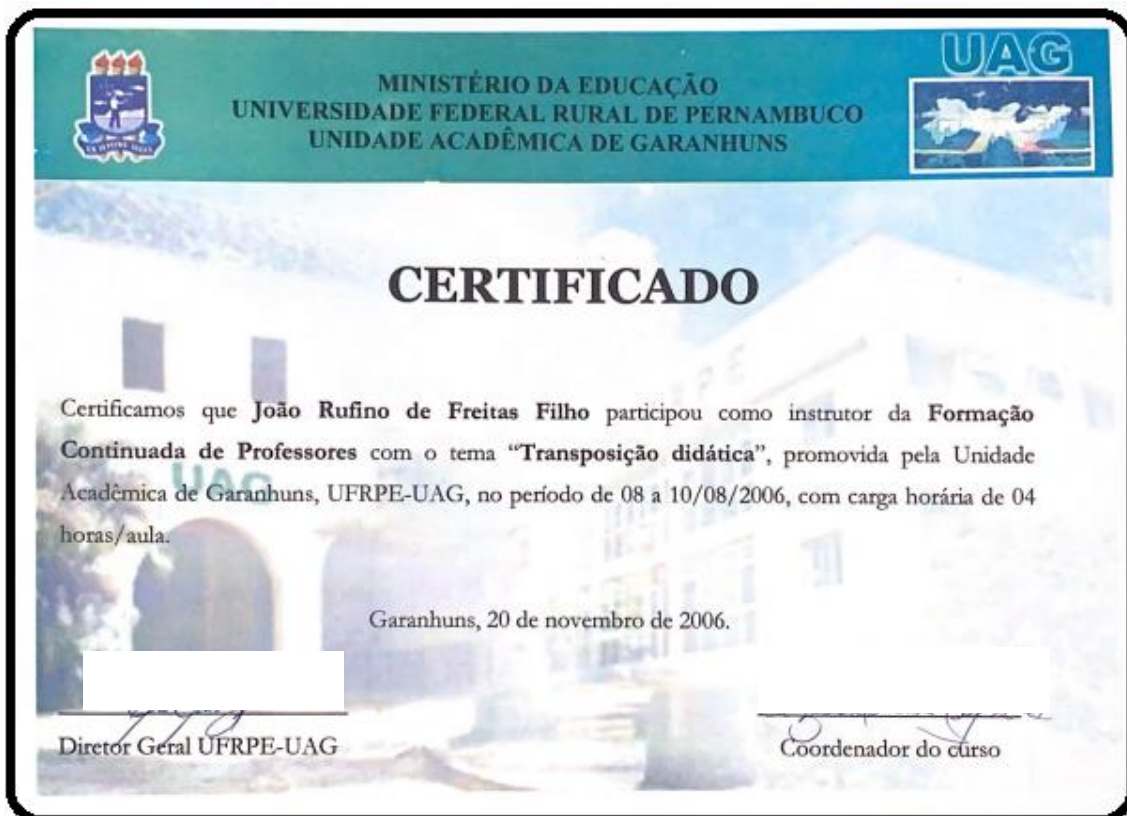 UAG
MINISTÉRIO DA EDUCAÇÃO
UNIVERSIDADE FEDERAL RURAL DE PERNAMBUCO
UNIDADE ACADÊMICA DE GARANHUNS
CERTIFICADO
Certificamos que João Rufino de Freitas Filho participou como instrutor da Formação
Continuada de Professores com o tema “Transposição didática”, promovida pela Unidade
Acadêmica de Garanhuns, UFRPE-UAG, no período de 08 a 10/08/2006, com carga horária de 04
horas/aula.
UAG
Garanhuns, 20 de novembro de 2006.
Diretor Geral UFRPE-UAG
Coordenador do curso